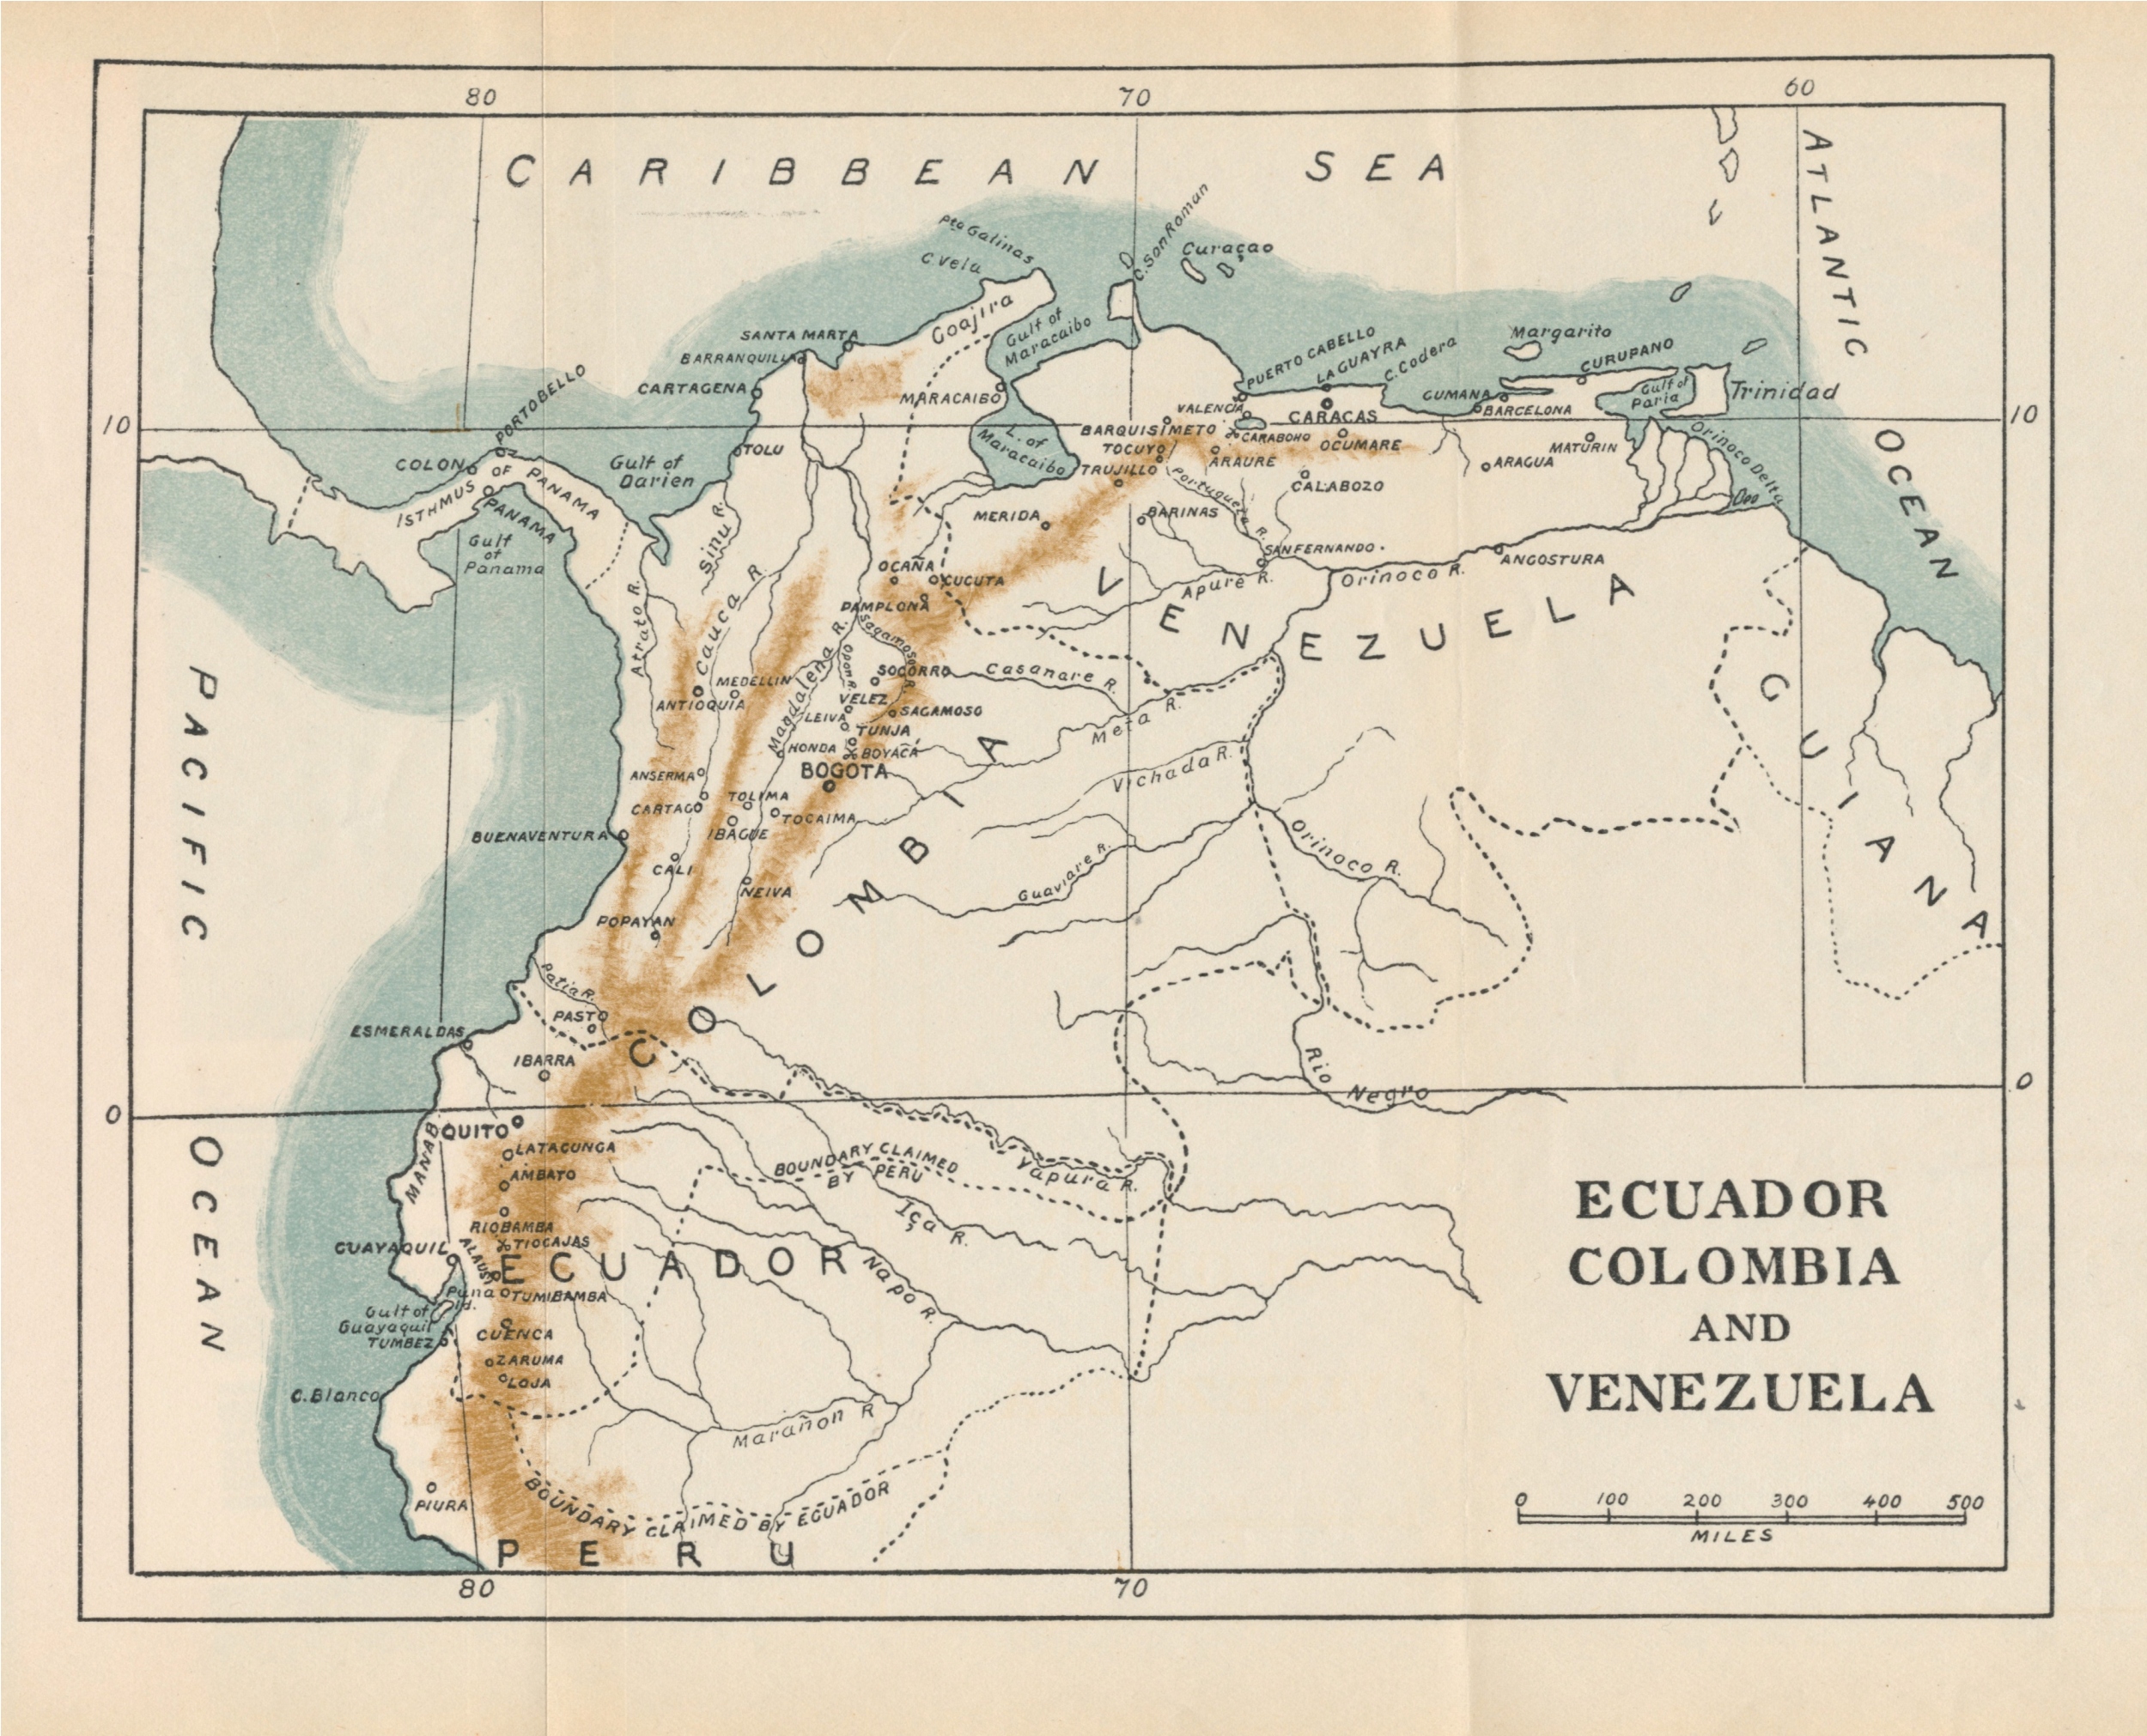 80
70
60
CARIBBEAN SEA
ATLANTIC
OCEAN
Pto Galinas
C. Vela
C. San Roman
Curaçao
Goajira
Gulf of
Maracaibo
SANTA MARTA
BARRANQUILLA
CARTAGENA
MARACAIBO
PUERTO CABELLO
LA GUAYRA
C. Codera
Margarito
CURUPANO
CUMANA
BARCELONA
Gulf of
Paria
Trinidad
VALENCIA
CARACAS
10
10
PORTOBELLO
COLON
ISTHMUS OF PANAMA
PANAMA
Gulf
of
Panama
Gulf of
Darien
TOLU
L. of
Maracaibo
BARQUISIMETO
CARABOHO
OCUMARE
TOCUYO
ARAURE
TRUJILLO
MATURIN
ARAGUA
Orinoco Delta
CALABOZO
Portuguesa R.
MERIDA
BARINAS
SAN FERNANDO
ANGOSTURA
Apure R.
Orinoco R.
Sinu R.
Atrato R.
Cauca R.
OCAÑA
CUCUTA
PAMPLONA
Sagamoso R.
VENEZUELA
GUIANA
Magdalena R.
SOCORRO
Casanare R.
MEDELLIN
ANTIOQUIA
VELEZ
LEIVA
SAGAMOSO
TUNJA
HONDA
BOYACÁ
Meta R.
BOGOTA
Vichada R.
ANSERMA
CARTAGO
TOLIMA
IBAGUE
TOCAIMA
BUENAVENTURA
CALI
NEIVA
Guaviare R.
Orinoco R.
POPAYAN
COLOMBIA
PACIFIC
OCEAN
Patia R.
PASTO
ESMERALDAS
IBARRA
Rio Negro
0
0
QUITO
MANABI
LATACUNGA
AMBATO
BOUNDARY CLAIMED
BY PERU
Yapura R.
Iça R.
RIOBAMBA
TIOCAJAS
GUAYAQUIL
ALAUSI
ECUADOR
Napo R.
Puna
Id.
TUMIBAMBA
Gulf of
Guayaquil
TUMBEZ
CUENCA
ZARUMA
LOJA
C. Blanco
Marañon R
PIURA
BOUNDARY CLAIMED BY ECUADOR
PERU
80
70
ECUADOR
COLOMBIA
AND
VENEZUELA
0 100 200 300 400 500
MILES